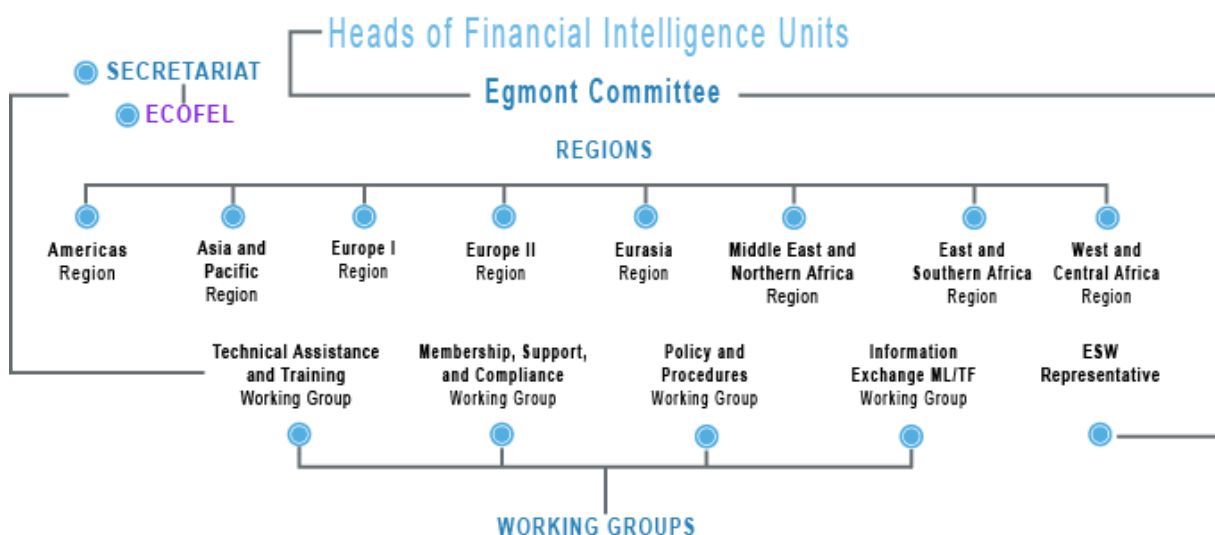 Heads of Financial Intelligence Units
SECRETARIAT
ECOFEL
Egmont Committee
REGIONS
Americas
Region
Asia and
Pacific
Region
Europe I
Region
Europe II
Region
Eurasia
Region
Middle East and
Northern Africa
Region
East and
Southern Africa
Region
West and
Central Africa
Region
Technical Assistance
and Training
Working Group
Membership, Support,
and Compliance
Working Group
Policy and
Procedures
Working Group
Information
Exchange ML/TF
Working Group
ESW
Representative
WORKING GROUPS